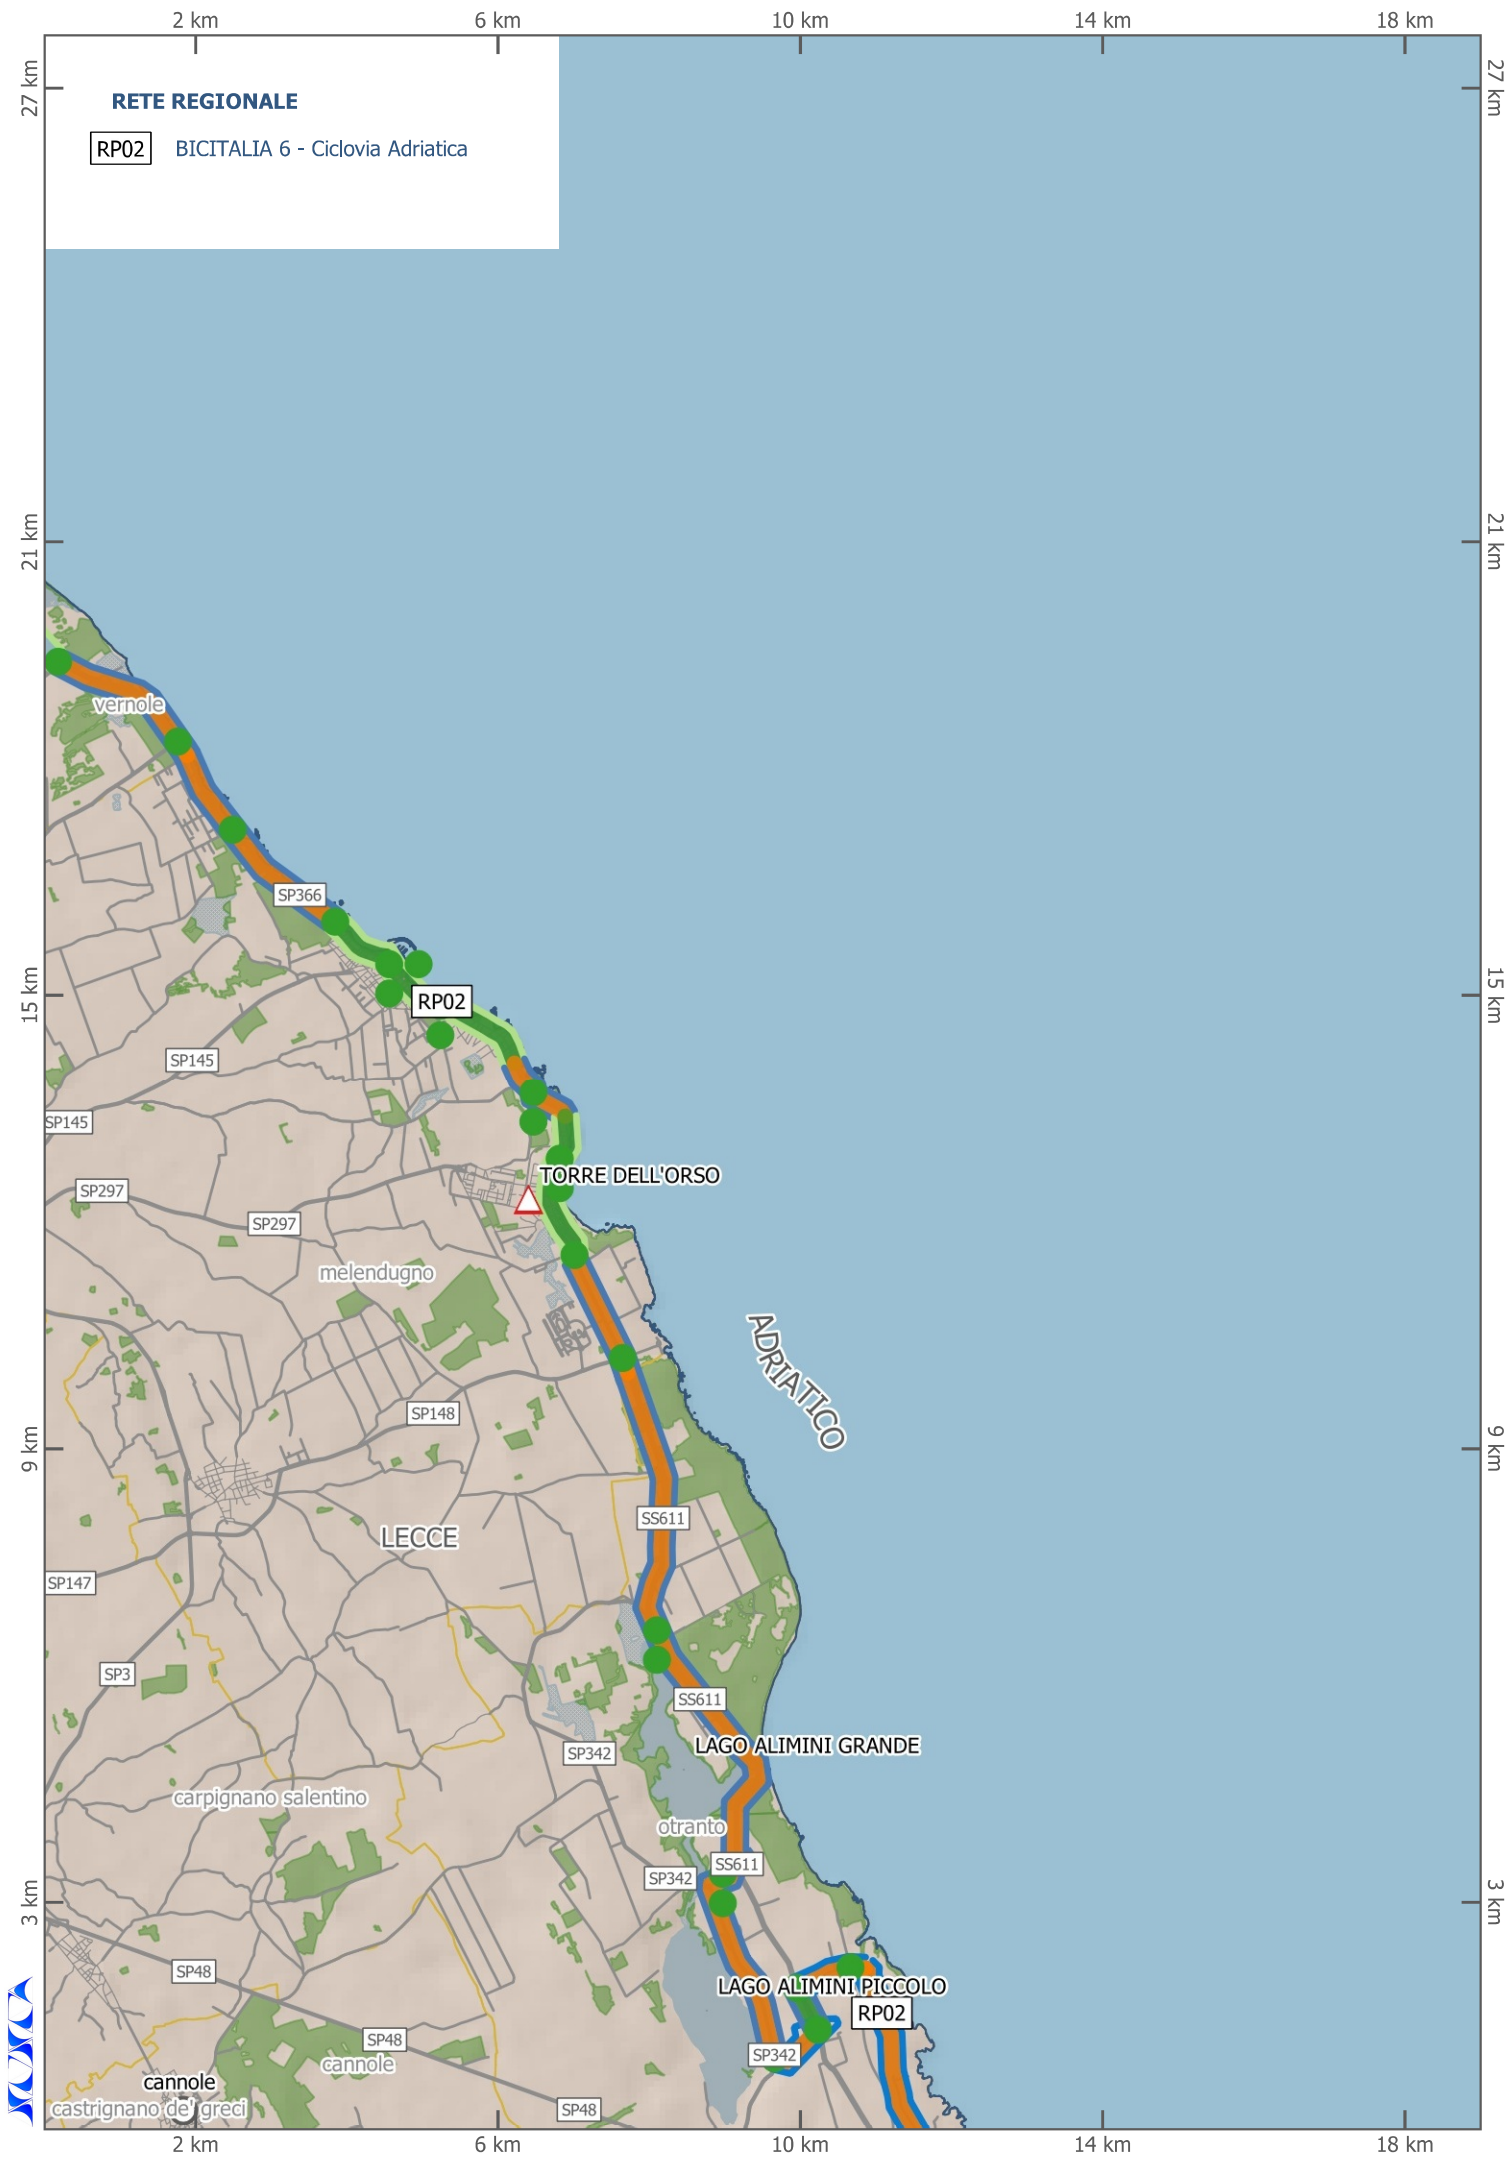 2 km
6 km
10 km
14 km
18 km
27 km
27 km
RETE REGIONALE
RP02 BICITALIA 6 - Ciclovia Adriatica
21 km
21 km
vernole
SP366
15 km
15 km
RP02
SP145
SP145
TORRE DELL'ORSO
SP297
SP297
melendugno
ADRIATICO
SP148
9 km
9 km
SS611
LECCE
SP147
SP3
SS611
LAGO ALIMINI GRANDE
SP342
carpignano salentino
otranto
SS611
SP342
3 km
3 km
SP48
LAGO ALIMINI PICCOLO
RP02
SP48
SP342
cannole
cannole
castrignano de' greci
SP48
2 km
6 km
10 km
14 km
18 km